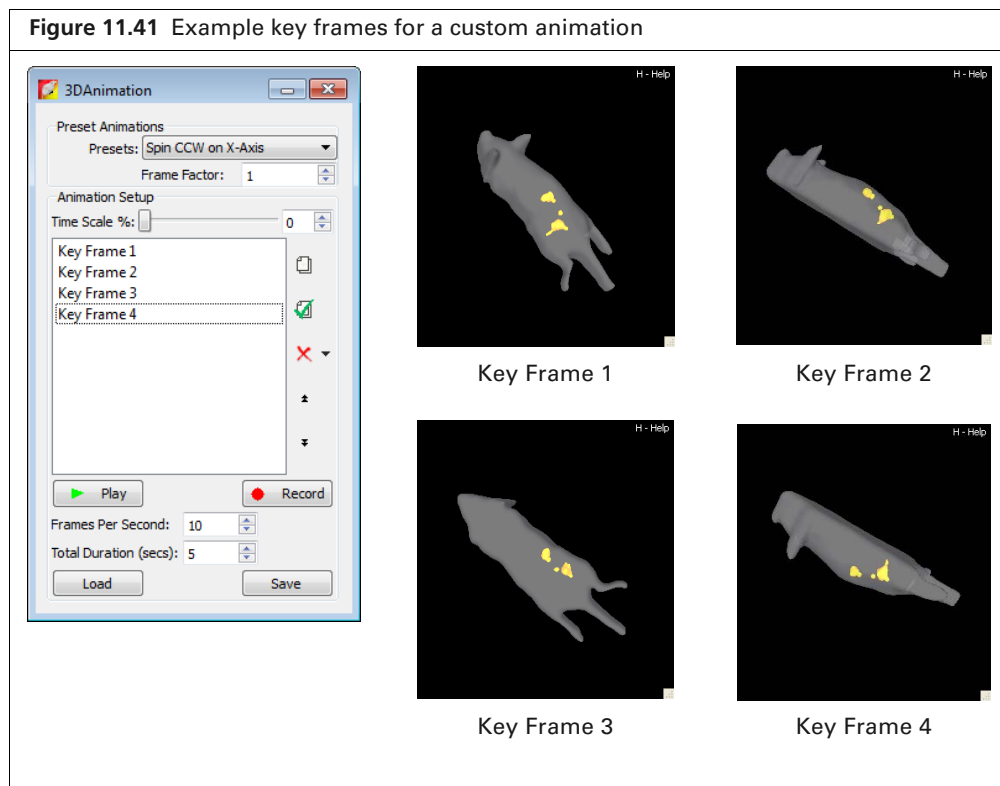 Figure 11.41 Example key frames for a custom animation
3DAnimation
Preset Animations
Presets: Spin CCW on X-Axis
Frame Factor: 1
Animation Setup
Time Scale %: 0
Key Frame 1
Key Frame 2
Key Frame 3
Key Frame 4
Play
Record
Frames Per Second: 10
Total Duration (secs): 5
Load
Save
H - Help
Key Frame 1
H - Help
Key Frame 2
H - Help
Key Frame 3
H - Help
Key Frame 4